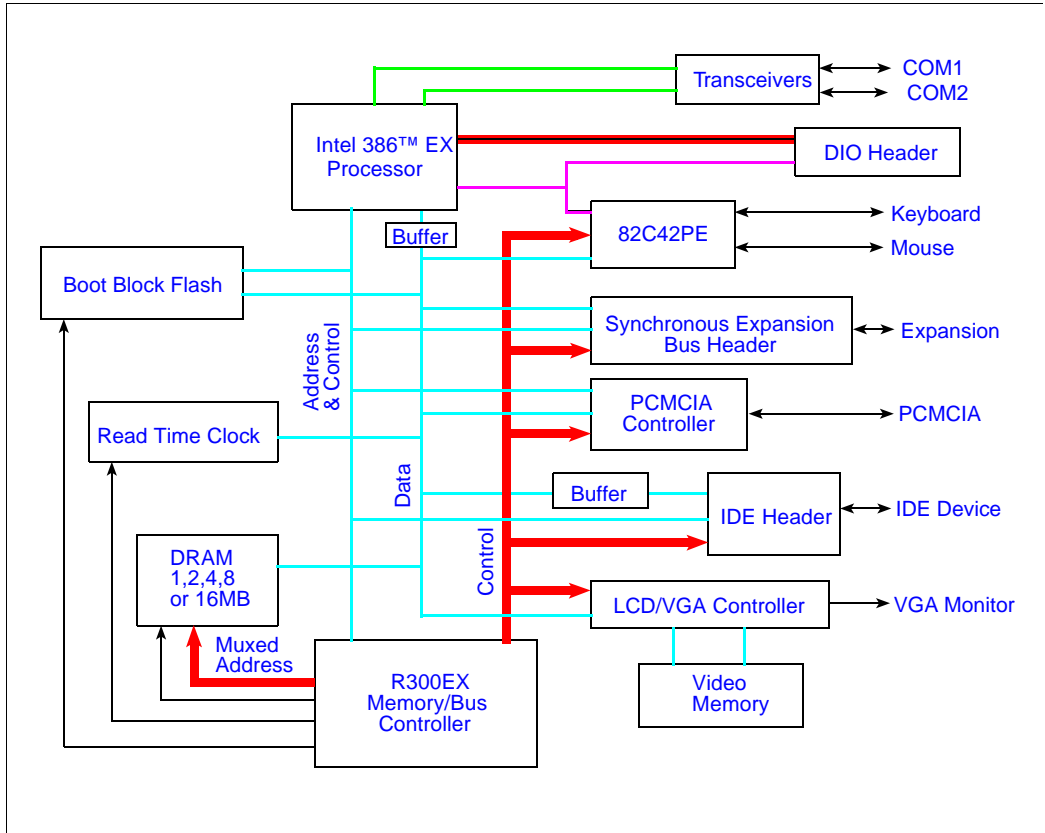 Transceivers
COM1
COM2
Intel 386™ EX
Processor
DIO Header
Buffer
82C42PE
Keyboard
Mouse
Boot Block Flash
Synchronous Expansion
Bus Header
Expansion
Address
& Control
PCMCIA
Controller
PCMCIA
Read Time Clock
Data
Buffer
IDE Header
IDE Device
Control
DRAM
1,2,4,8
or 16MB
LCD/VGA Controller
VGA Monitor
Muxed
Address
R300EX
Memory/Bus
Controller
Video
Memory